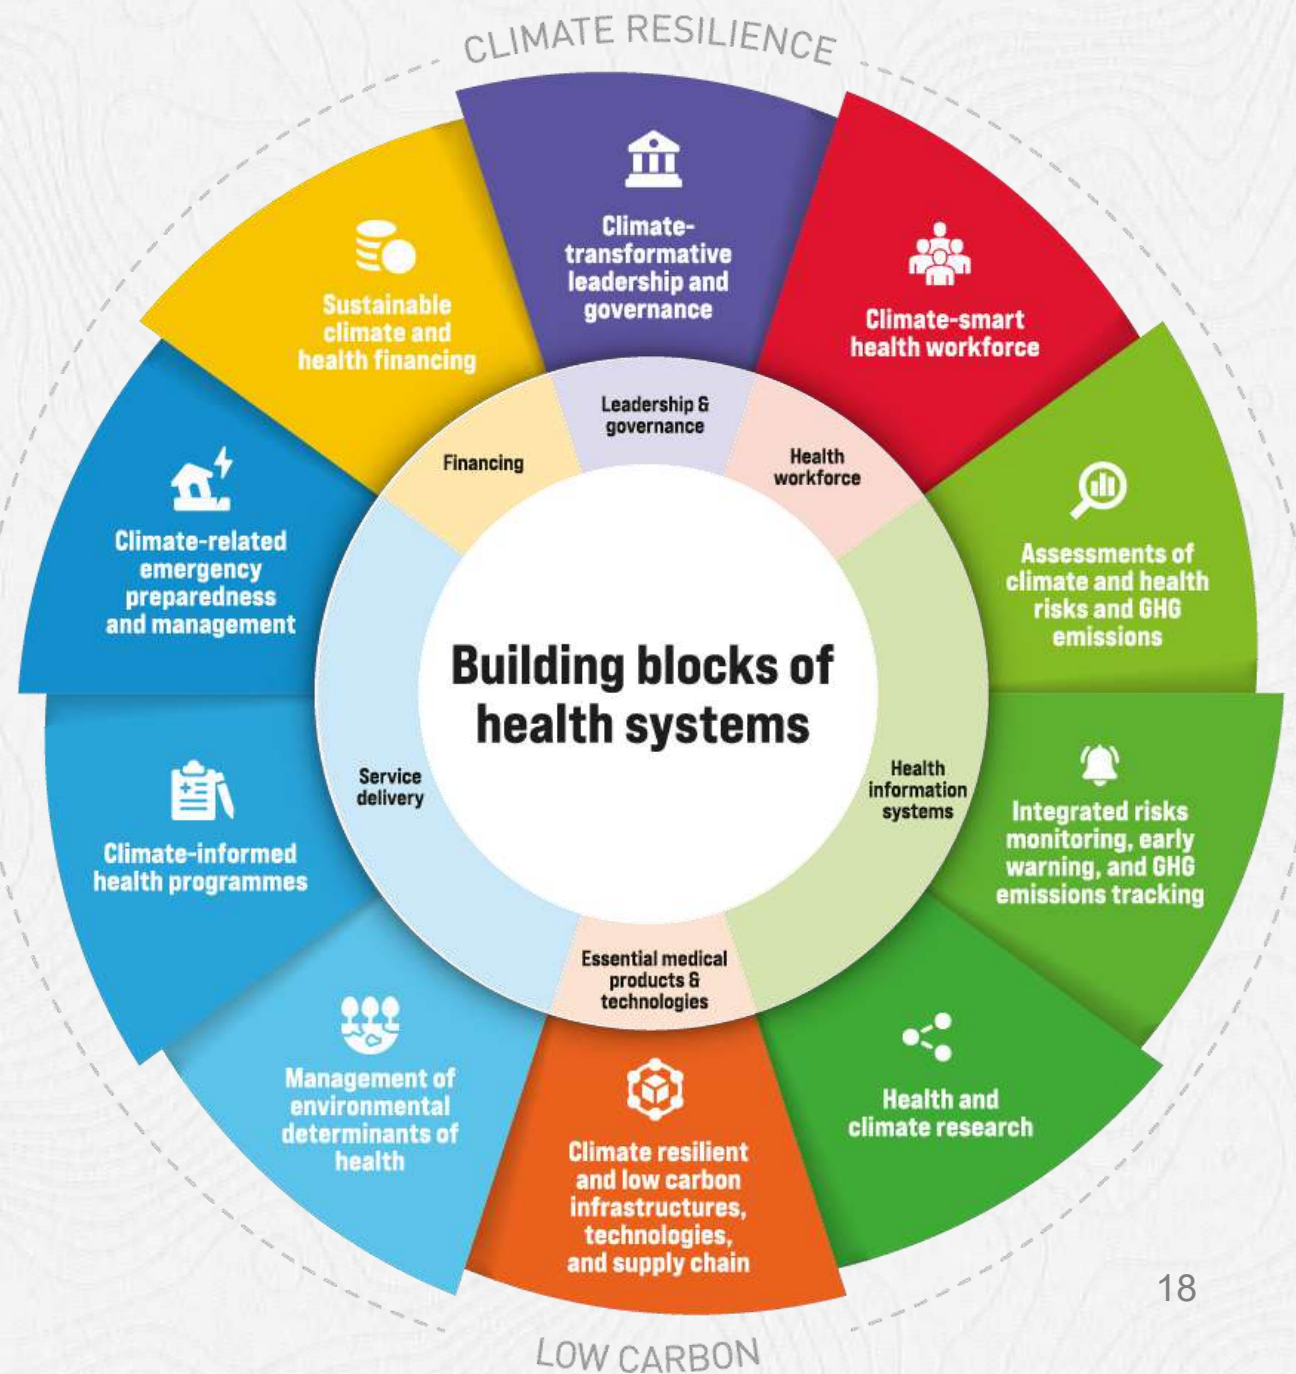 CLIMATE RESILIENCE
Climate-
transformative
leadership and
governance
Climate-smart
health workforce
Assessments of
climate and health
risks and GHG
emissions
Integrated risks
monitoring, early
warning, and GHG
emissions tracking
Health and
climate research
Climate resilient
and low carbon
infrastructures,
technologies,
and supply chain
Management of
environmental
determinants of
health
Climate-informed
health programmes
Climate-related
emergency
preparedness
and management
Sustainable
climate and
health financing
Leadership &
governance
Health
workforce
Health
information
systems
Essential medical
products &
technologies
Service
delivery
Financing
Building blocks of
health systems
18
LOW CARBON